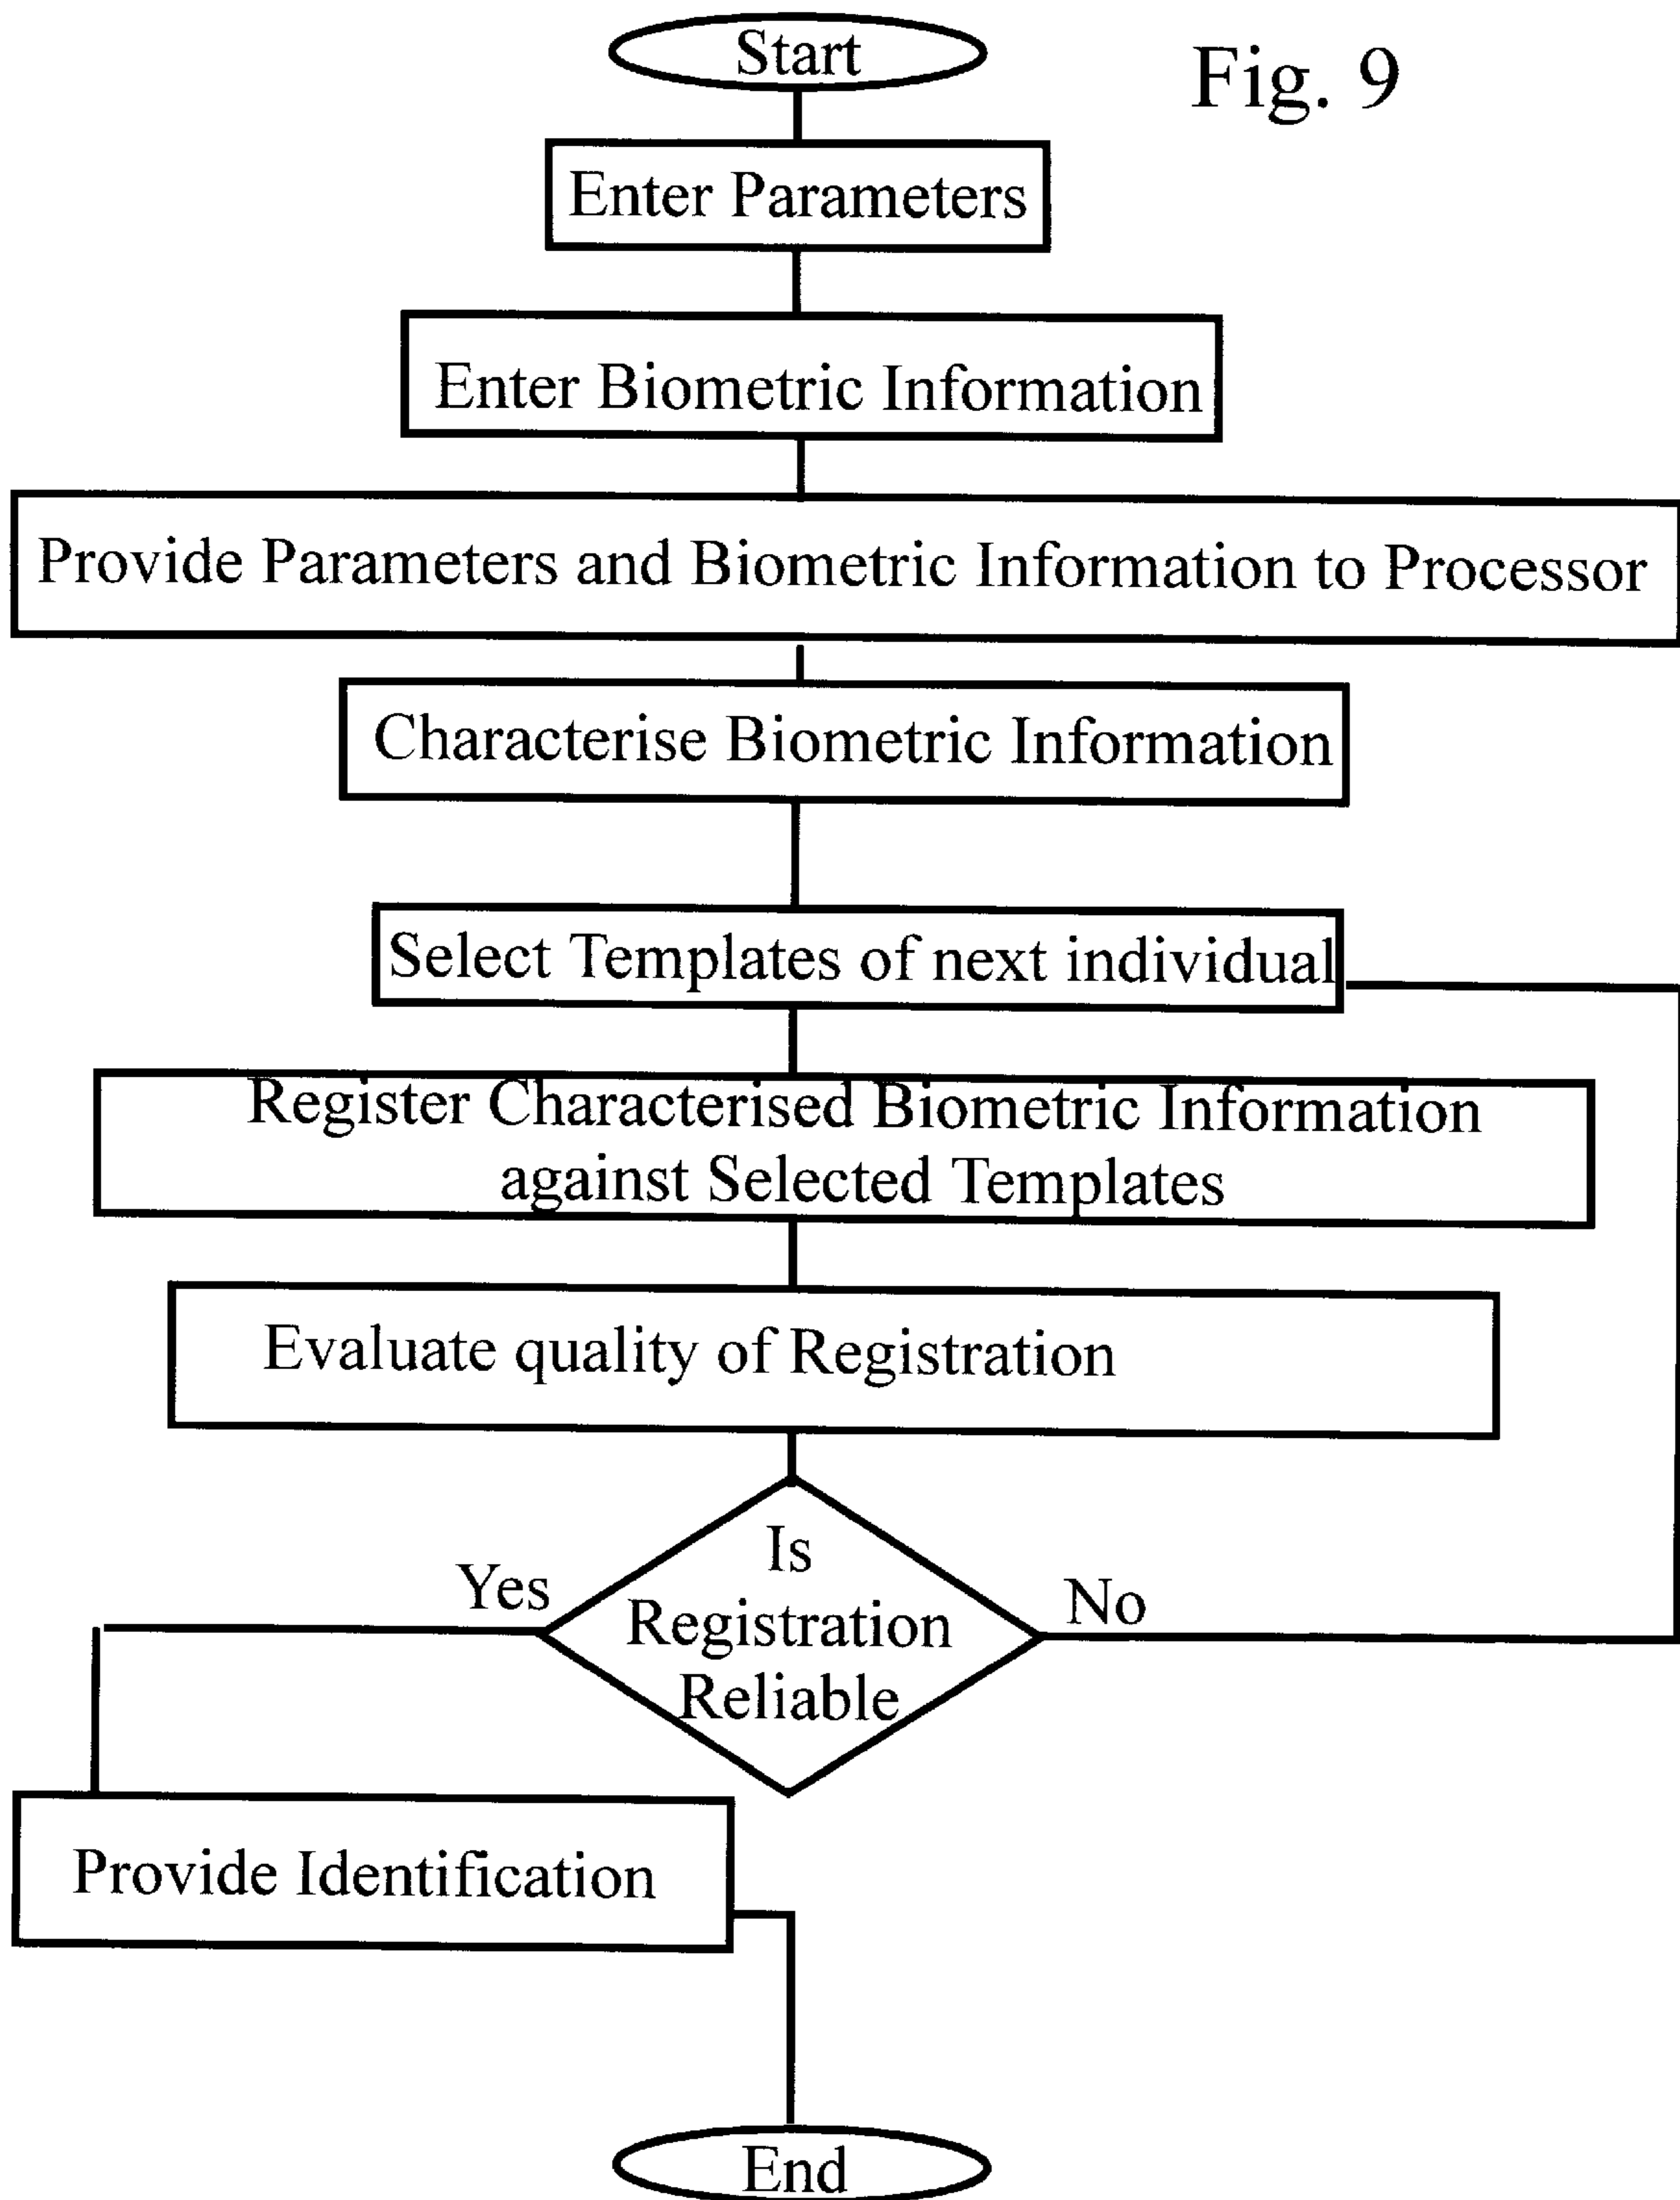 Start
Fig. 9
Enter Parameters
Enter Biometric Information
Provide Parameters and Biometric Information to Processor
Characterise Biometric Information
Select Templates of next individual
Register Characterised Biometric Information
against Selected Templates
Evaluate quality of Registration
Is
Registration
Reliable
Yes
No
Provide Identification
End